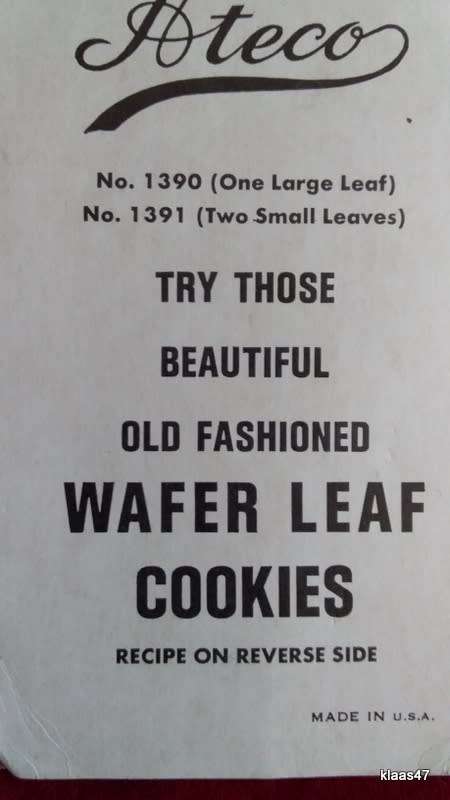 Ateco
No. 1390 (One Large Leaf)
No. 1391 (Two Small Leaves)
TRY THOSE
BEAUTIFUL
OLD FASHIONED
WAFER LEAF
COOKIES
RECIPE ON REVERSE SIDE
MADE IN U.S.A.
klaas47